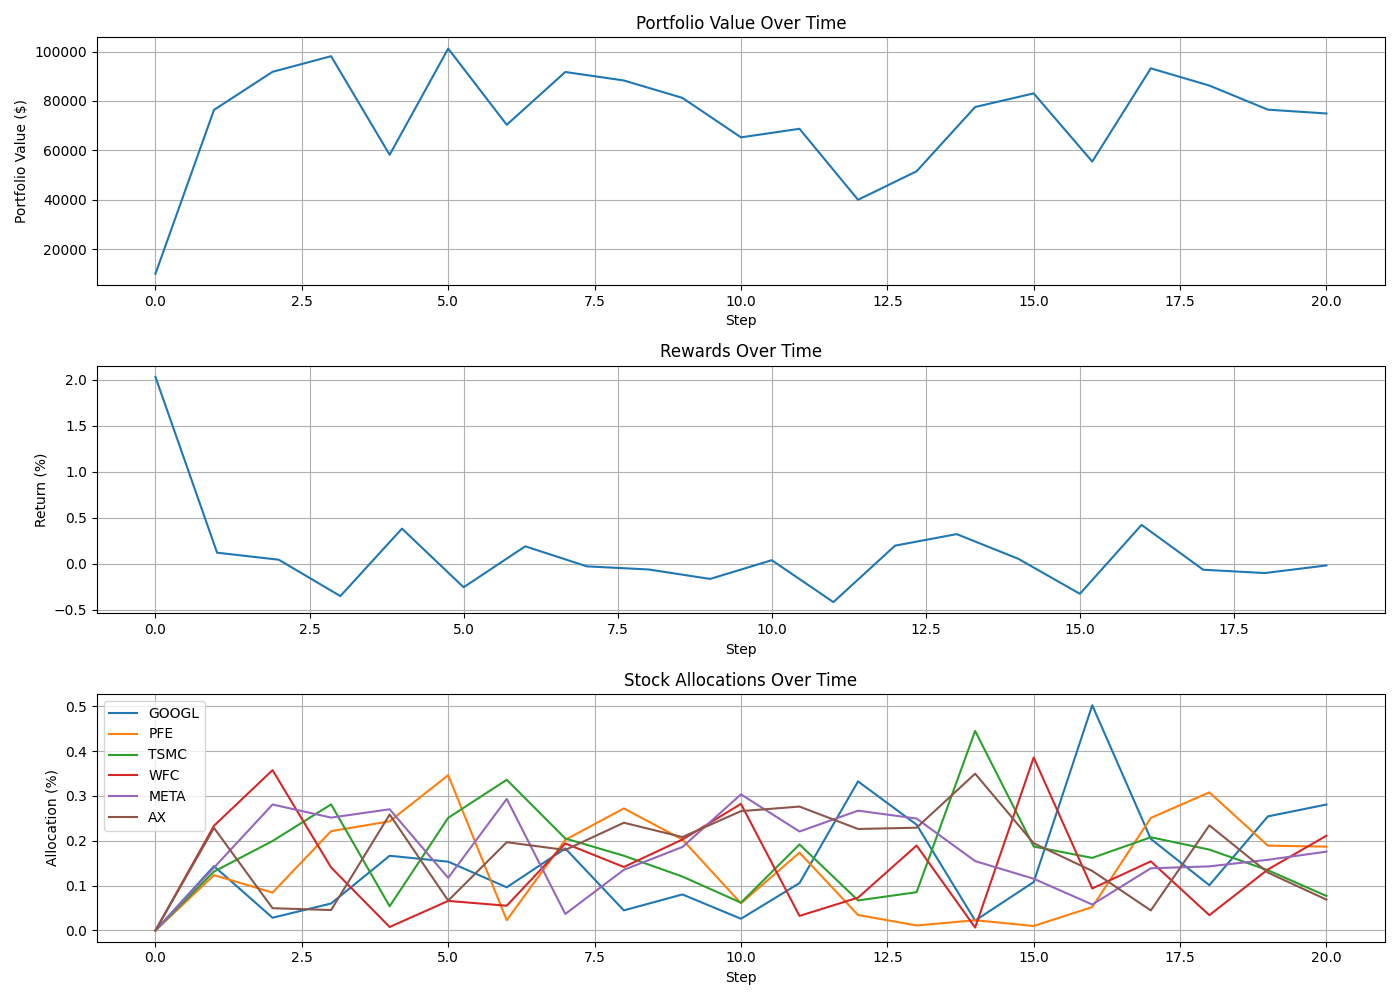 Portfolio Value Over Time
Portfolio Value ($)
100000
80000
60000
40000
20000
0.0 2.5 5.0 7.5 10.0 12.5 15.0 17.5 20.0
Step
Rewards Over Time
Return (%)
2.0
1.5
1.0
0.5
0.0
−0.5
0.0 2.5 5.0 7.5 10.0 12.5 15.0 17.5
Step
Stock Allocations Over Time
Allocation (%)
0.5
0.4
0.3
0.2
0.1
0.0
GOOGL
PFE
TSMC
WFC
META
AX
0.0 2.5 5.0 7.5 10.0 12.5 15.0 17.5 20.0
Step